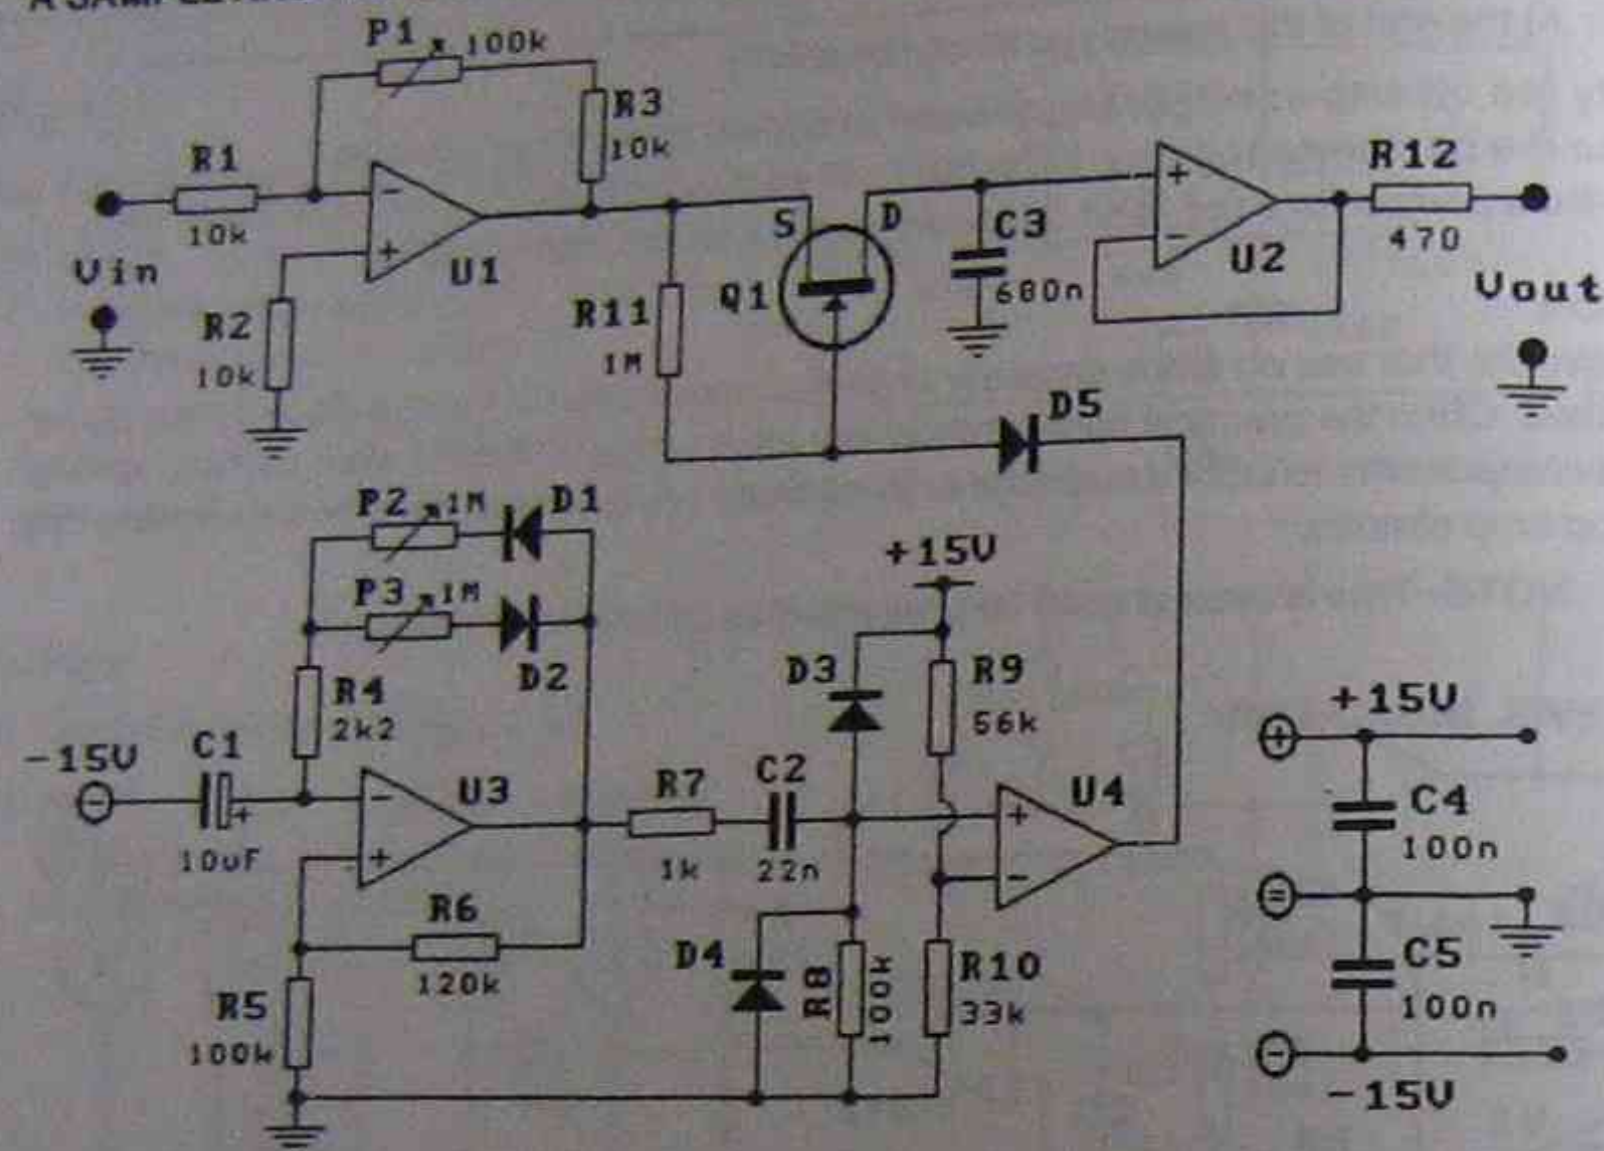 P1 100k
R3
10k
R1
10k
Vin
R2
10k
U1
R11
1M
S D
Q1
C3
680n
U2
R12
470
Vout
D5
P2 1M D1
P3 1M
D2
R4
2k2
-15V
C1
10uF
U3
R6
120k
R5
100k
R7
1k
C2
22n
+15V
D3
R9
56k
U4
D4
R8
100k
R10
33k
+15V
C4
100n
C5
100n
-15V